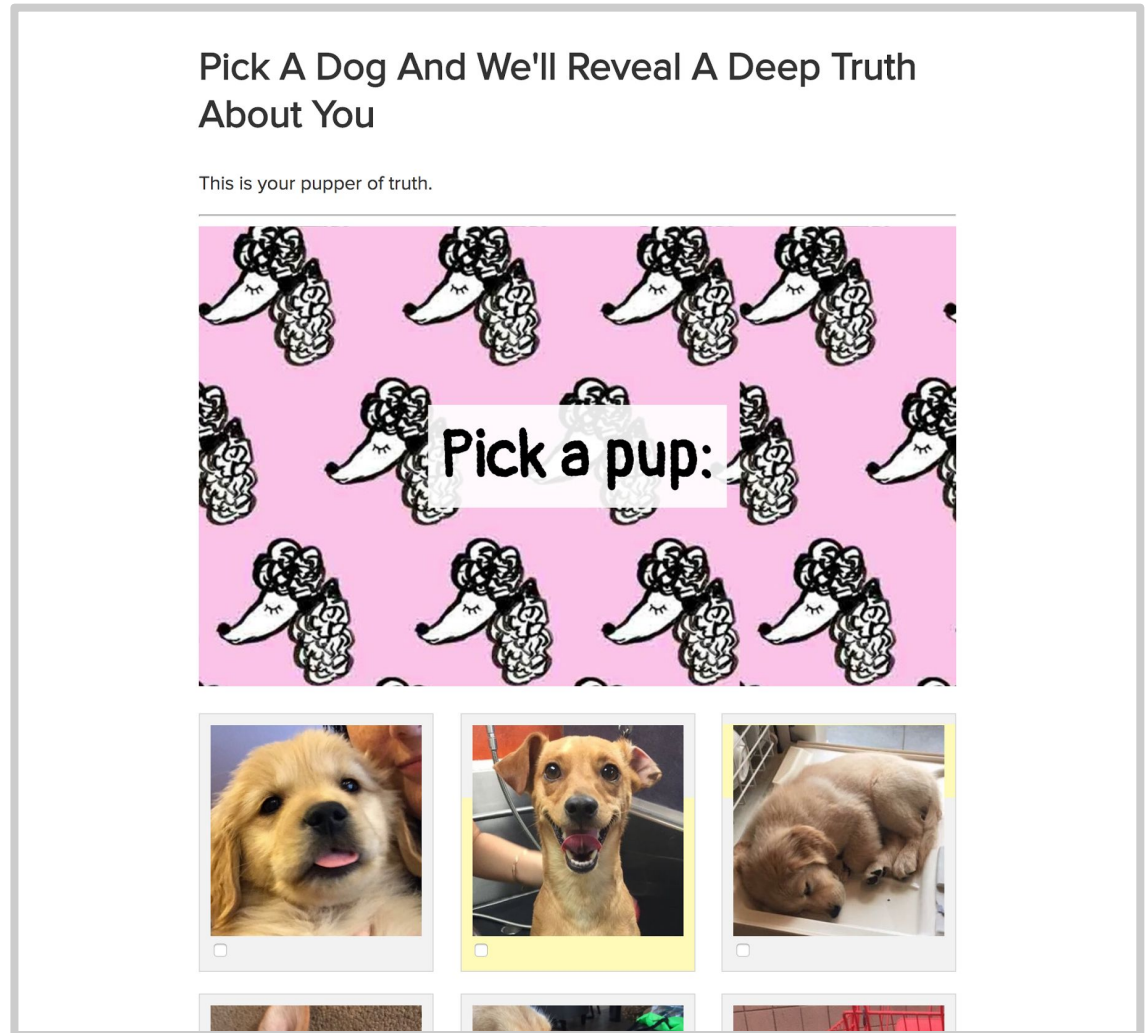 Pick A Dog And We'll Reveal A Deep Truth
About You
This is your pupper of truth.
Pick a pup: